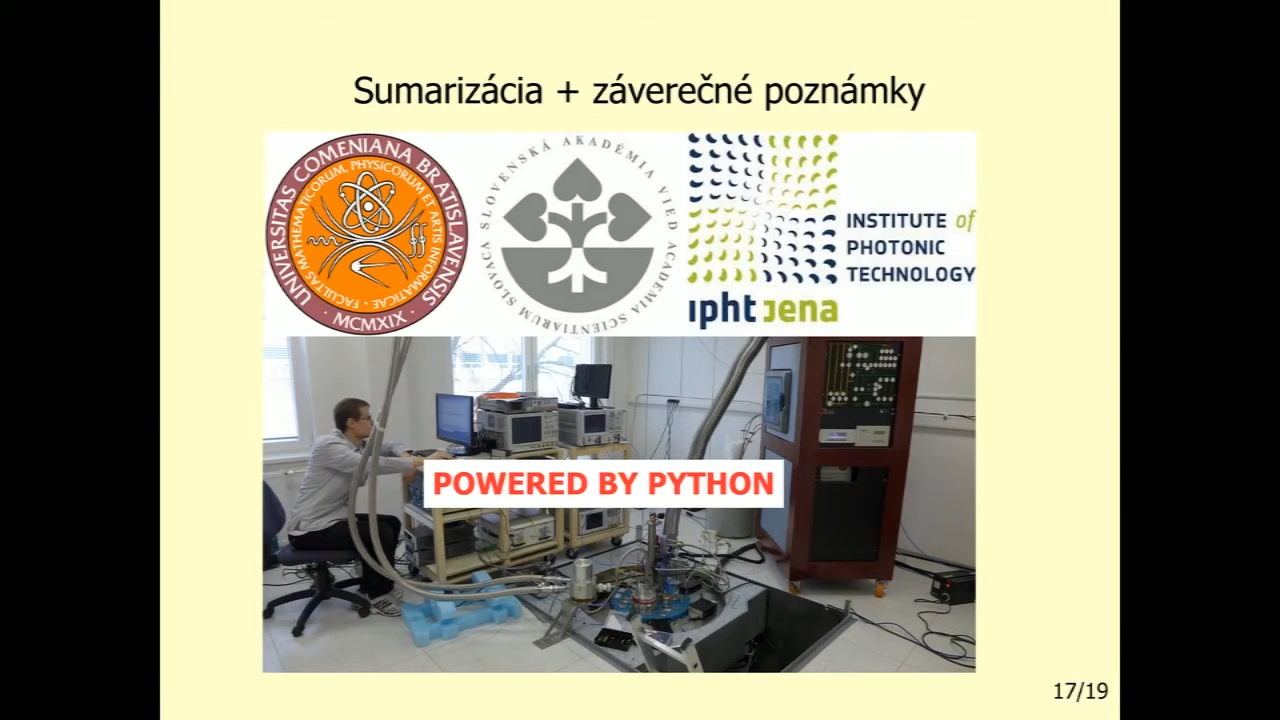 Sumarizácia + záverečné poznámky
UNIVERSITAS COMENIANA BRATISLAVENSIS
FACULTAS MATHEMATICORUM, PHYSICORUM ET ARTIS INFORMATICAE
MCMXIX
SLOVENSKÁ AKADÉMIA VIED
ACADEMIA SCIENTIARUM SLOVACA
INSTITUTE of
PHOTONIC
TECHNOLOGY
ipht jena
POWERED BY PYTHON
17/19